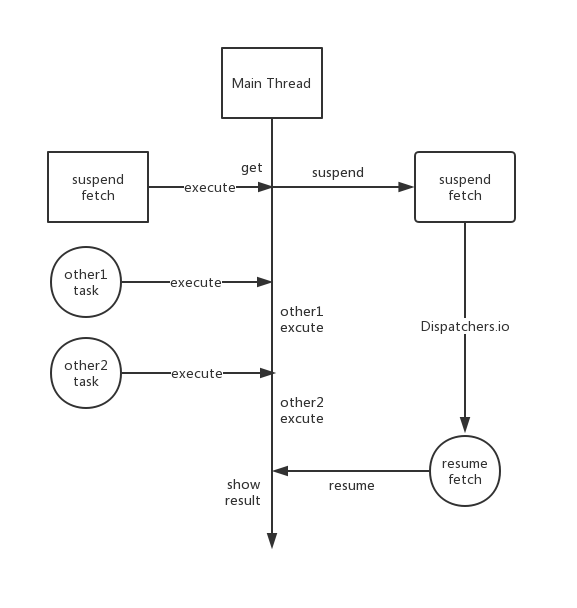 Main Thread
get
suspend
suspend
fetch
execute
suspend
fetch
other1
task
execute
other1
excute
Dispatchers.io
other2
task
execute
other2
excute
resume
fetch
show
result
resume